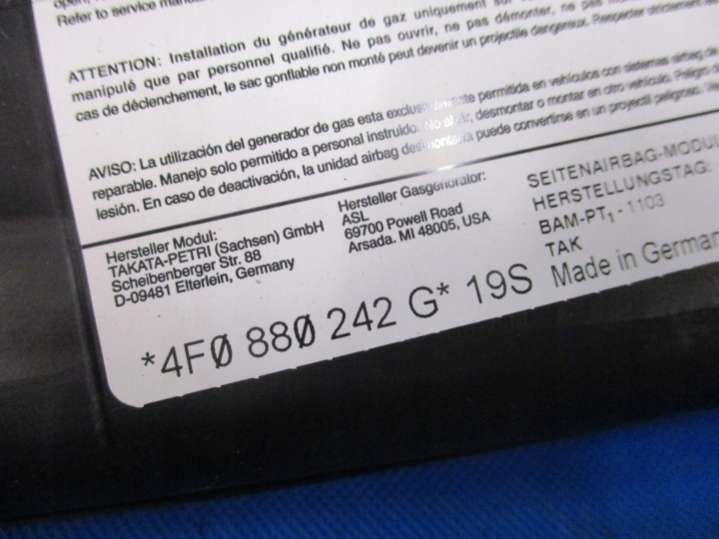 Refer to service
ATTENTION: Installation du générateur de gaz uniquement
manipulé que par personnel qualifié. Ne pas ouvrir, ne pas démonter, ne pas
cas de déclenchement, le sac gonflable non monté peut devenir un projectile dangereux. Respecter strictement
AVISO: La utilización del generador de gas esta permitida en vehículos con sistemas airbag de
reparable. Manejo solo permitido a personal instruido. desmontar o montar en otro vehículo. Peligro
lesión. En caso de deactivación, la unidad airbag desmontada puede convertirse en un proyectil peligroso.
Hersteller Modul:
TAKATA-PETRI (Sachsen) GmbH
Scheibenberger Str. 88
D-09481 Elterlein, Germany
Hersteller Gasgenerator:
ASL
69700 Powell Road
Arsada. MI 48005, USA
SEITENAIRBAG-MODUL
HERSTELLUNGSTAG:
BAM-PT1-1103
TAK
Made in German
*4F0 880 242 G* 19S